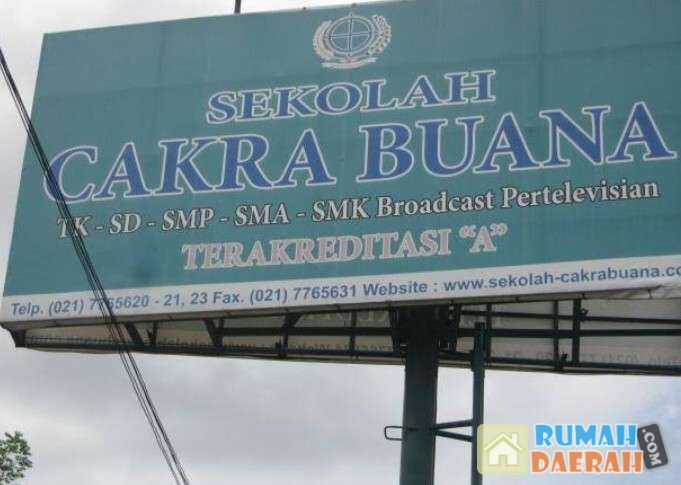 SEKOLAH
CAKRA BUANA
TK - SD - SMP - SMA - SMK Broadcast Pertelevisian
TERAKREDITASI "A"
Telp. (021) 7765620 - 21, 23 Fax. (021) 7765631 Website : www.sekolah-cakrabuana.co
RUMAH
DAERAH.COM